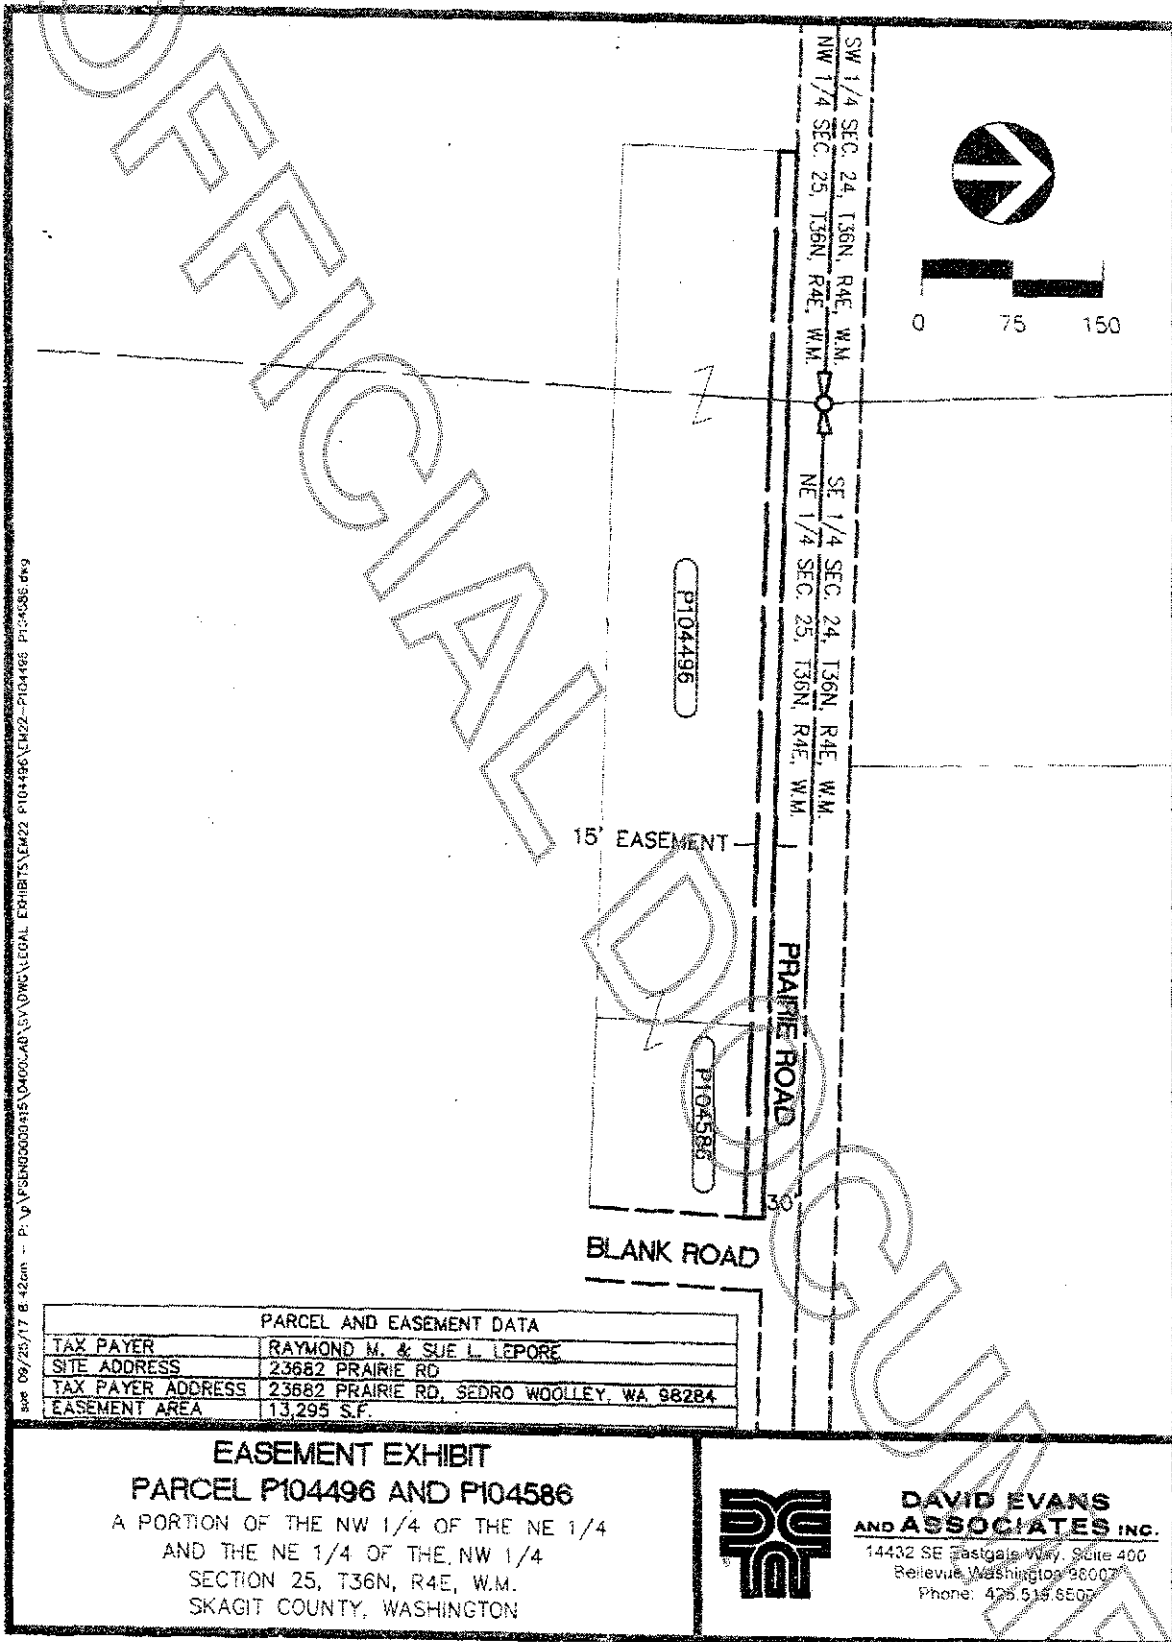 UNOFFICIAL DOCUMENT
SW 1/4 SEC. 24, T36N, R4E, W.M.
NW 1/4 SEC. 25, T36N, R4E, W.M.
0 75 150
SE 1/4 SEC. 24, T36N, R4E, W.M.
NE 1/4 SEC. 25, T36N, R4E, W.M.
P104496
15' EASEMENT
PRAIRIE ROAD
P104586
30'
BLANK ROAD
PARCEL AND EASEMENT DATA
TAX PAYER RAYMOND M. & SUE L. LEPORE
SITE ADDRESS 23682 PRAIRIE RD
TAX PAYER ADDRESS 23682 PRAIRIE RD, SEDRO WOOLLEY, WA 98284
EASEMENT AREA 13,295 S.F.
EASEMENT EXHIBIT
PARCEL P104496 AND P104586
A PORTION OF THE NW 1/4 OF THE NE 1/4
AND THE NE 1/4 OF THE NW 1/4
SECTION 25, T36N, R4E, W.M.
SKAGIT COUNTY, WASHINGTON
DAVID EVANS
AND ASSOCIATES INC.
14432 SE Eastgate Way, Suite 400
Bellevue Washington 98007
Phone: 425.519.6500